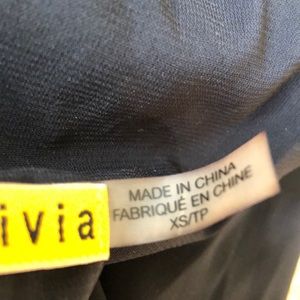 ivia
MADE IN CHINA
FABRIQUÉ EN CHINE
XS/TP